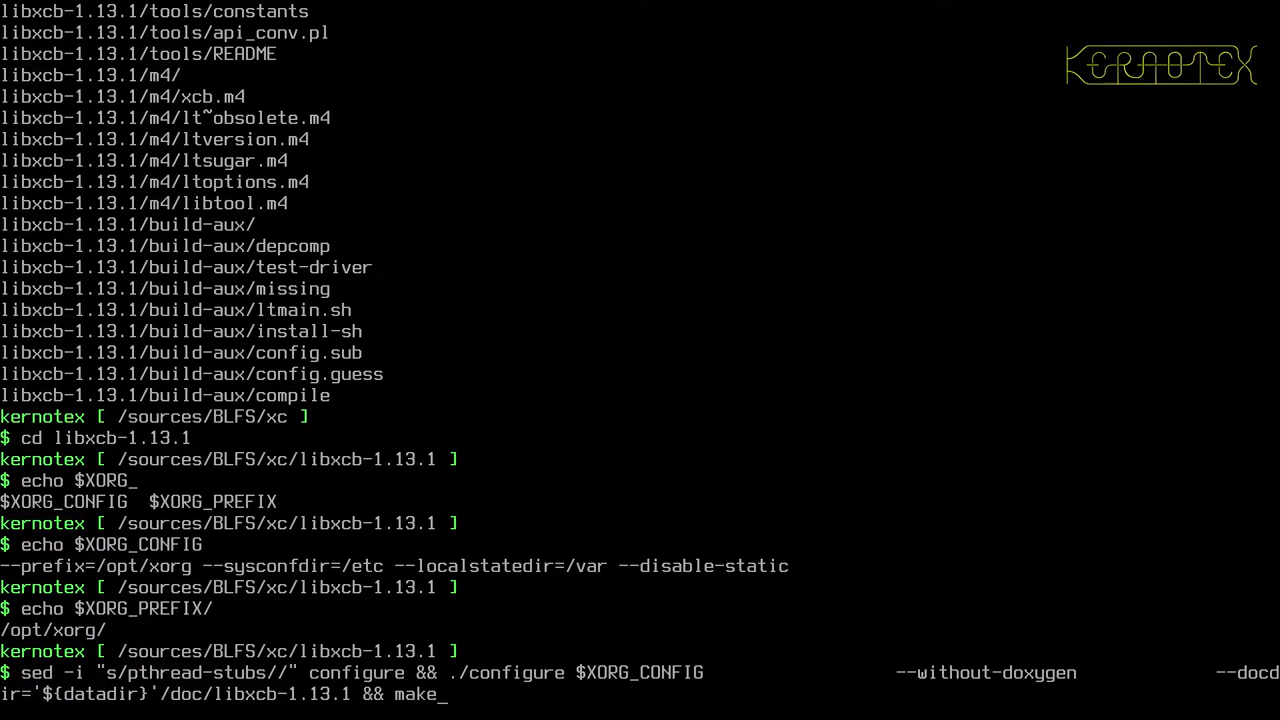 libxcb-1.13.1/tools/constants
libxcb-1.13.1/tools/api_conv.pl
KERNOTEX
libxcb-1.13.1/tools/README
libxcb-1.13.1/m4/
libxcb-1.13.1/m4/xcb.m4
libxcb-1.13.1/m4/lt~obsolete.m4
libxcb-1.13.1/m4/ltversion.m4
libxcb-1.13.1/m4/ltsugar.m4
libxcb-1.13.1/m4/ltoptions.m4
libxcb-1.13.1/m4/libtool.m4
libxcb-1.13.1/build-aux/
libxcb-1.13.1/build-aux/depcomp
libxcb-1.13.1/build-aux/test-driver
libxcb-1.13.1/build-aux/missing
libxcb-1.13.1/build-aux/ltmain.sh
libxcb-1.13.1/build-aux/install-sh
libxcb-1.13.1/build-aux/config.sub
libxcb-1.13.1/build-aux/config.guess
libxcb-1.13.1/build-aux/compile
kernotex [ /sources/BLFS/xc ]
$ cd libxcb-1.13.1
kernotex [ /sources/BLFS/xc/libxcb-1.13.1 ]
$ echo $XORG_
$XORG_CONFIG  $XORG_PREFIX
kernotex [ /sources/BLFS/xc/libxcb-1.13.1 ]
$ echo $XORG_CONFIG
--prefix=/opt/xorg --sysconfdir=/etc --localstatedir=/var --disable-static
kernotex [ /sources/BLFS/xc/libxcb-1.13.1 ]
$ echo $XORG_PREFIX/
/opt/xorg/
kernotex [ /sources/BLFS/xc/libxcb-1.13.1 ]
$ sed -i "s/pthread-stubs//" configure && ./configure $XORG_CONFIG                  --without-doxygen             --docd
ir='${datadir}'/doc/libxcb-1.13.1 && make_